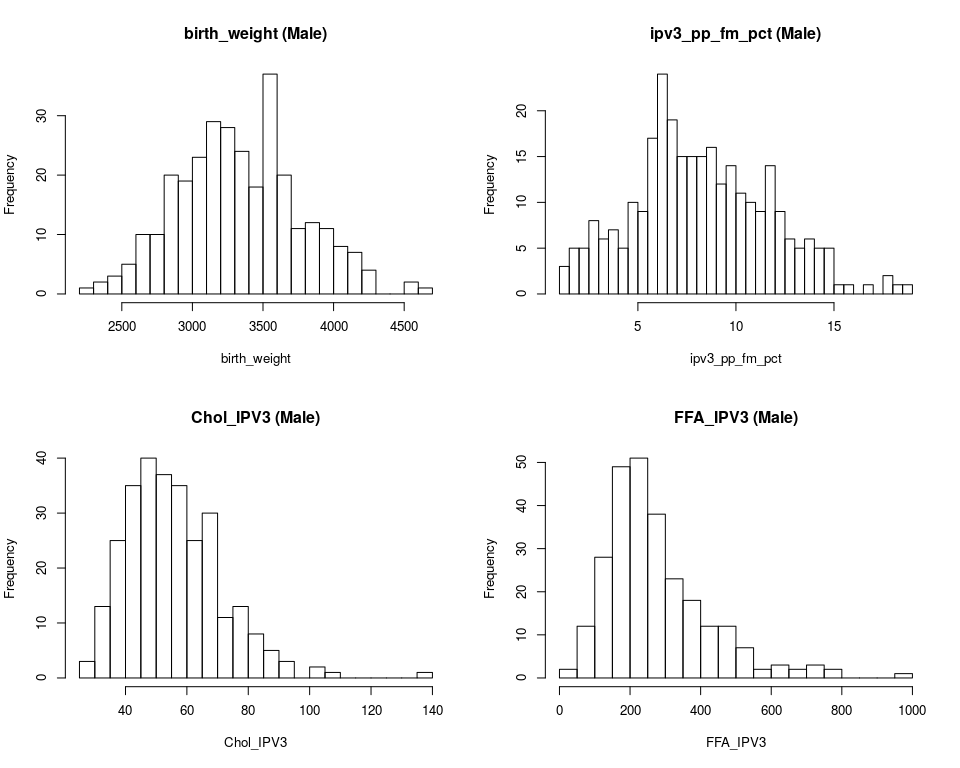 birth_weight (Male)
Frequency
0 10 20 30
2500 3000 3500 4000 4500
birth_weight
ipv3_pp_fm_pct (Male)
Frequency
0 5 10 15 20
5 10 15
ipv3_pp_fm_pct
Chol_IPV3 (Male)
Frequency
0 10 20 30 40
40 60 80 100 120 140
Chol_IPV3
FFA_IPV3 (Male)
Frequency
0 10 20 30 40 50
0 200 400 600 800 1000
FFA_IPV3